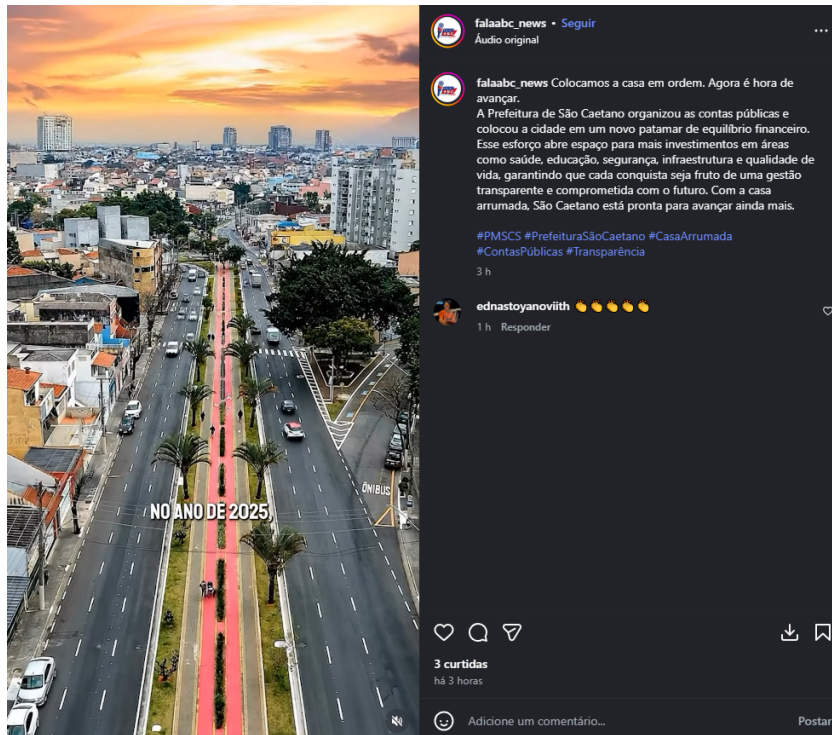 NO ANO DE 2025,
ÔNIBUS
falaabc_news • Seguir
Áudio original
falaabc_news Colocamos a casa em ordem. Agora é hora de
avançar.
A Prefeitura de São Caetano organizou as contas públicas e
colocou a cidade em um novo patamar de equilíbrio financeiro.
Esse esforço abre espaço para mais investimentos em áreas
como saúde, educação, segurança, infraestrutura e qualidade de
vida, garantindo que cada conquista seja fruto de uma gestão
transparente e comprometida com o futuro. Com a casa
arrumada, São Caetano está pronta para avançar ainda mais.
#PMSCS #PrefeituraSãoCaetano #CasaArrumada
#ContasPúblicas #Transparência
3 h
ednastoyanoviith 👏👏👏👏👏
1 h Responder
3 curtidas
há 3 horas
Adicione um comentário...
Postar